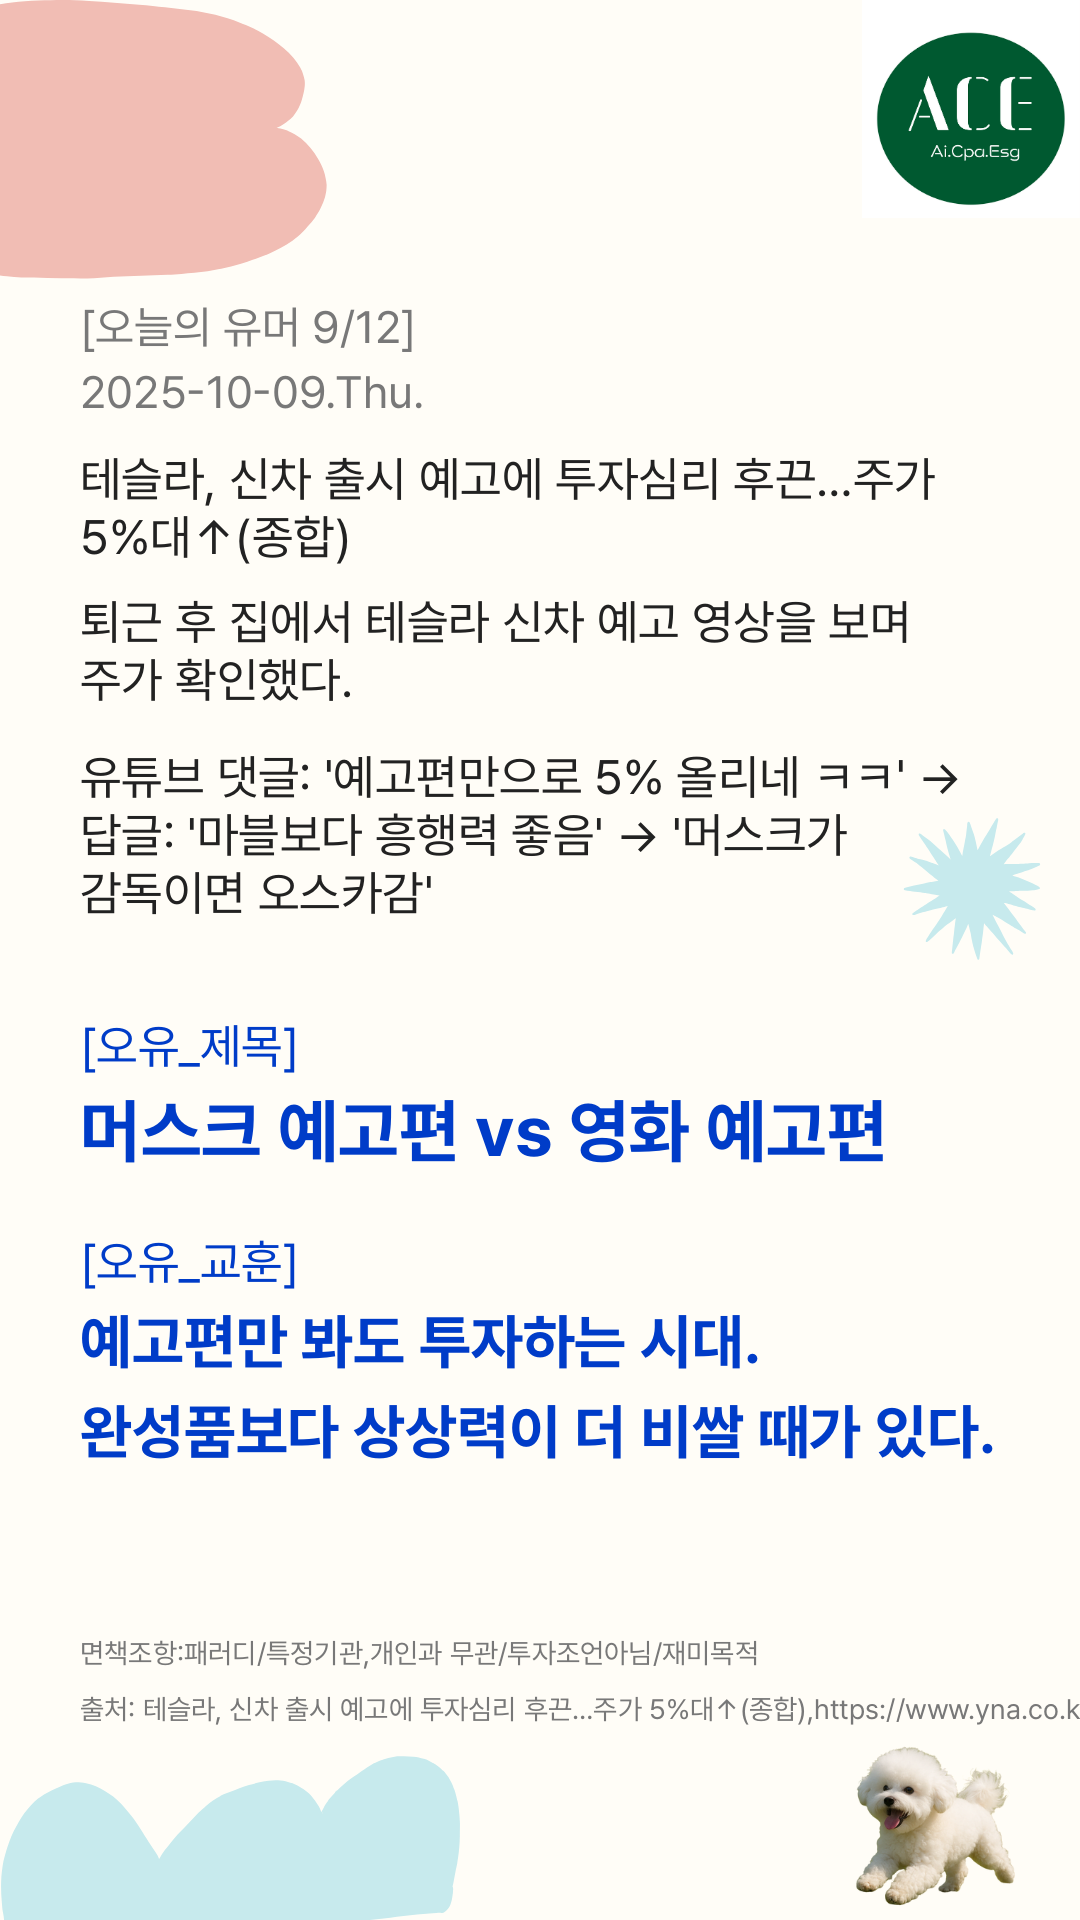 ACE
Ai.Cpa.Esg
[오늘의 유머 9/12]
2025-10-09.Thu.
테슬라, 신차 출시 예고에 투자심리 후끈...주가
5%대↑(종합)
퇴근 후 집에서 테슬라 신차 예고 영상을 보며
주가 확인했다.
유튜브 댓글: '예고편만으로 5% 올리네 ㅋㅋ' →
답글: '마블보다 흥행력 좋음' → '머스크가
감독이면 오스카감'
[오유_제목]
머스크 예고편 vs 영화 예고편
[오유_교훈]
예고편만 봐도 투자하는 시대.
완성품보다 상상력이 더 비쌀 때가 있다.
면책조항:패러디/특정기관,개인과 무관/투자조언아님/재미목적
출처: 테슬라, 신차 출시 예고에 투자심리 후끈...주가 5%대↑(종합),https://www.yna.co.k